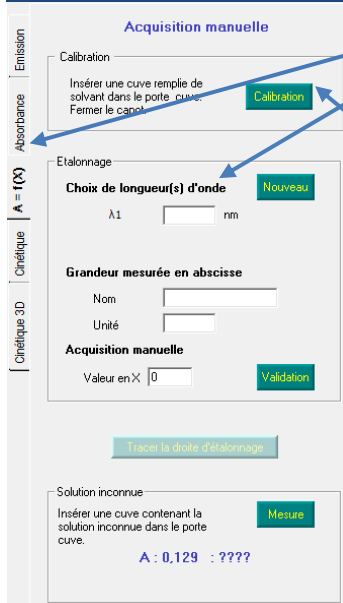 Acquisition manuelle
Emission
Absorbance
A = f(X)
Cinétique
Cinétique 3D
Calibration
Insérer une cuve remplie de
solvant dans le porte cuve.
Fermer le capot.
Calibration
Etalonnage
Choix de longueur(s) d'onde
Nouveau
λ1 nm
Grandeur mesurée en abscisse
Nom
Unité
Acquisition manuelle
Valeur en X 0
Validation
Tracer la droite d'étalonnage
Solution inconnue
Insérer une cuve contenant la
solution inconnue dans le porte
cuve.
Mesure
A : 0,129 : ????